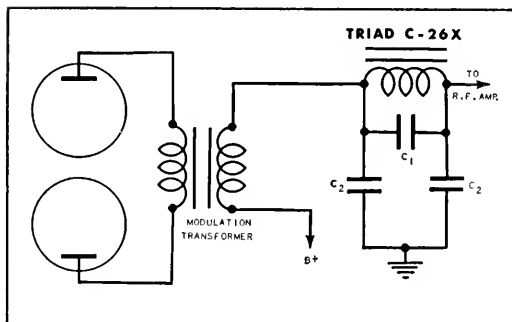 TRIAD C-26X
TO
R.F. AMP.
C1
C2
C2
MODULATION
TRANSFORMER
B+